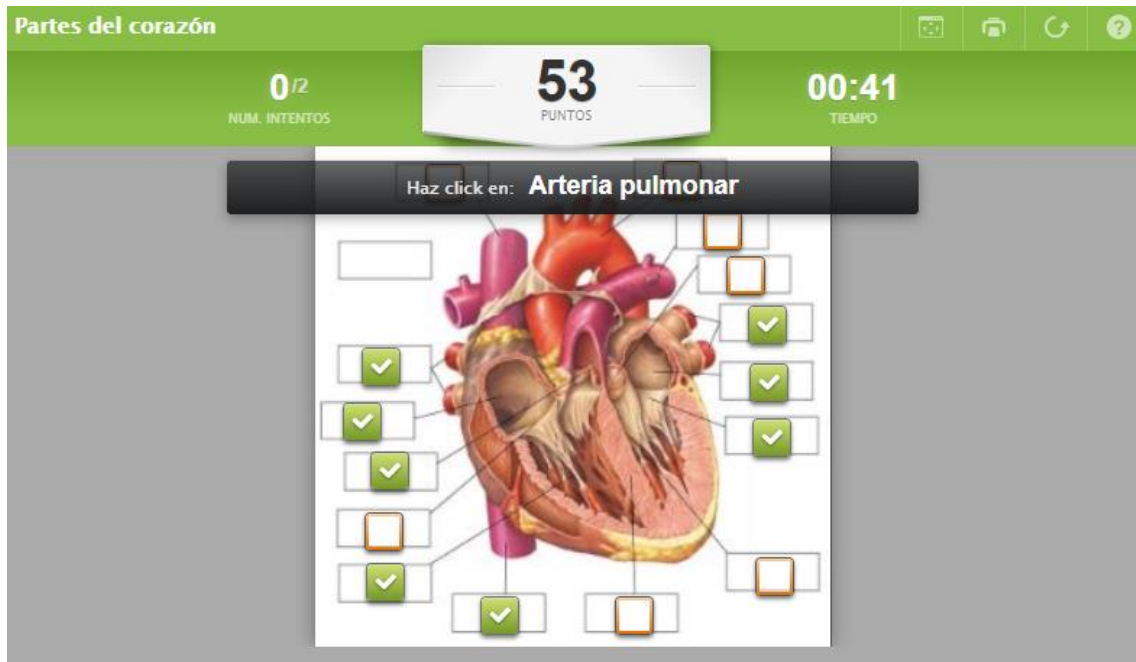 Partes del corazón
?
0/2
NUM. INTENTOS
53
PUNTOS
00:41
TIEMPO
Haz click en: Arteria pulmonar